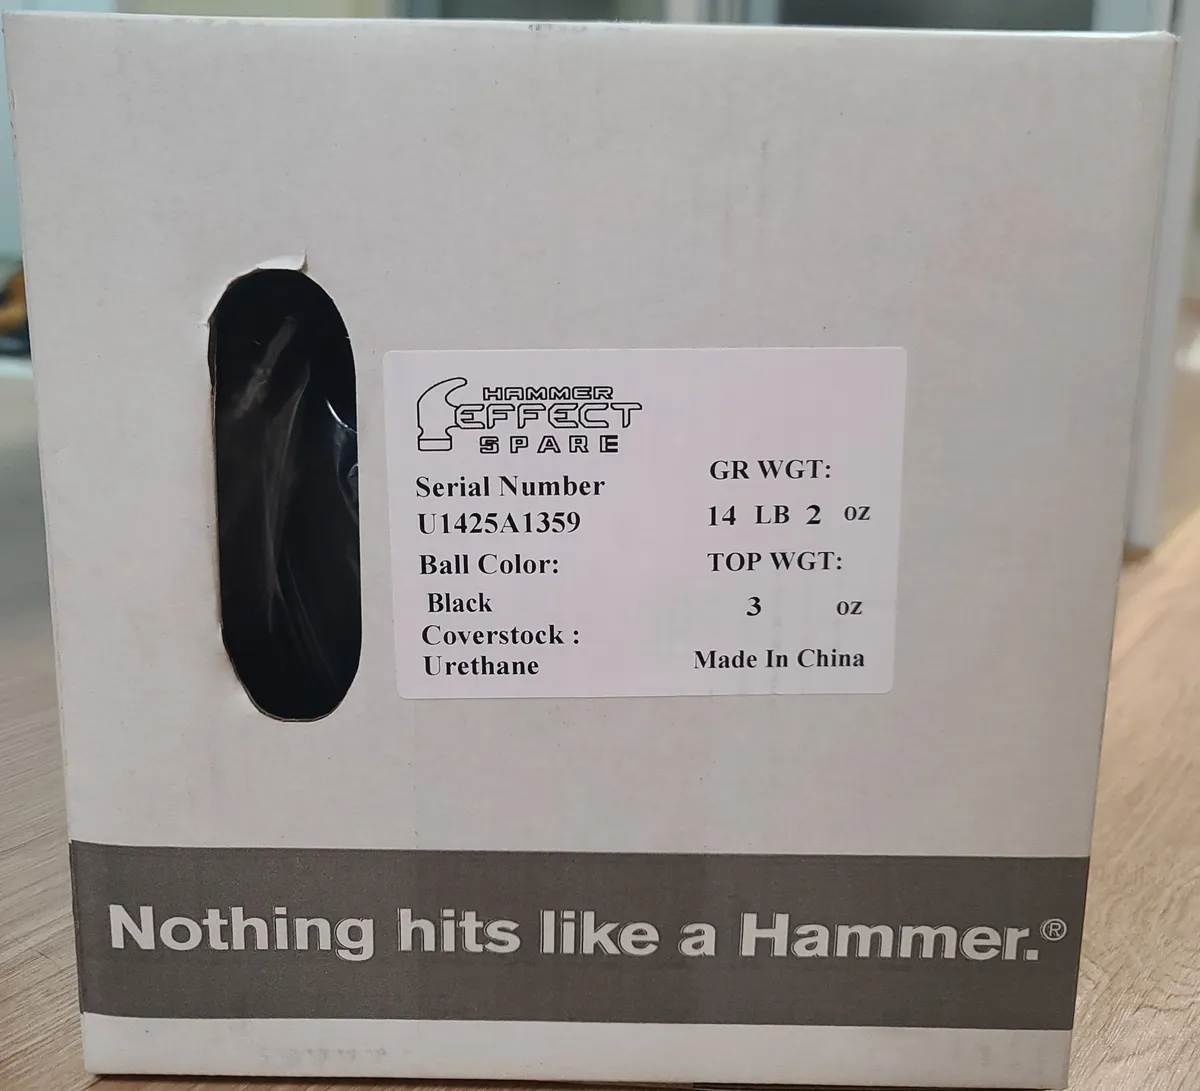 HAMMER
EFFECT
SPARE
Serial Number
U1425A1359
Ball Color:
Black
Coverstock :
Urethane
GR WGT:
14 LB 2 oz
TOP WGT:
3 oz
Made In China
Nothing hits like a Hammer.®